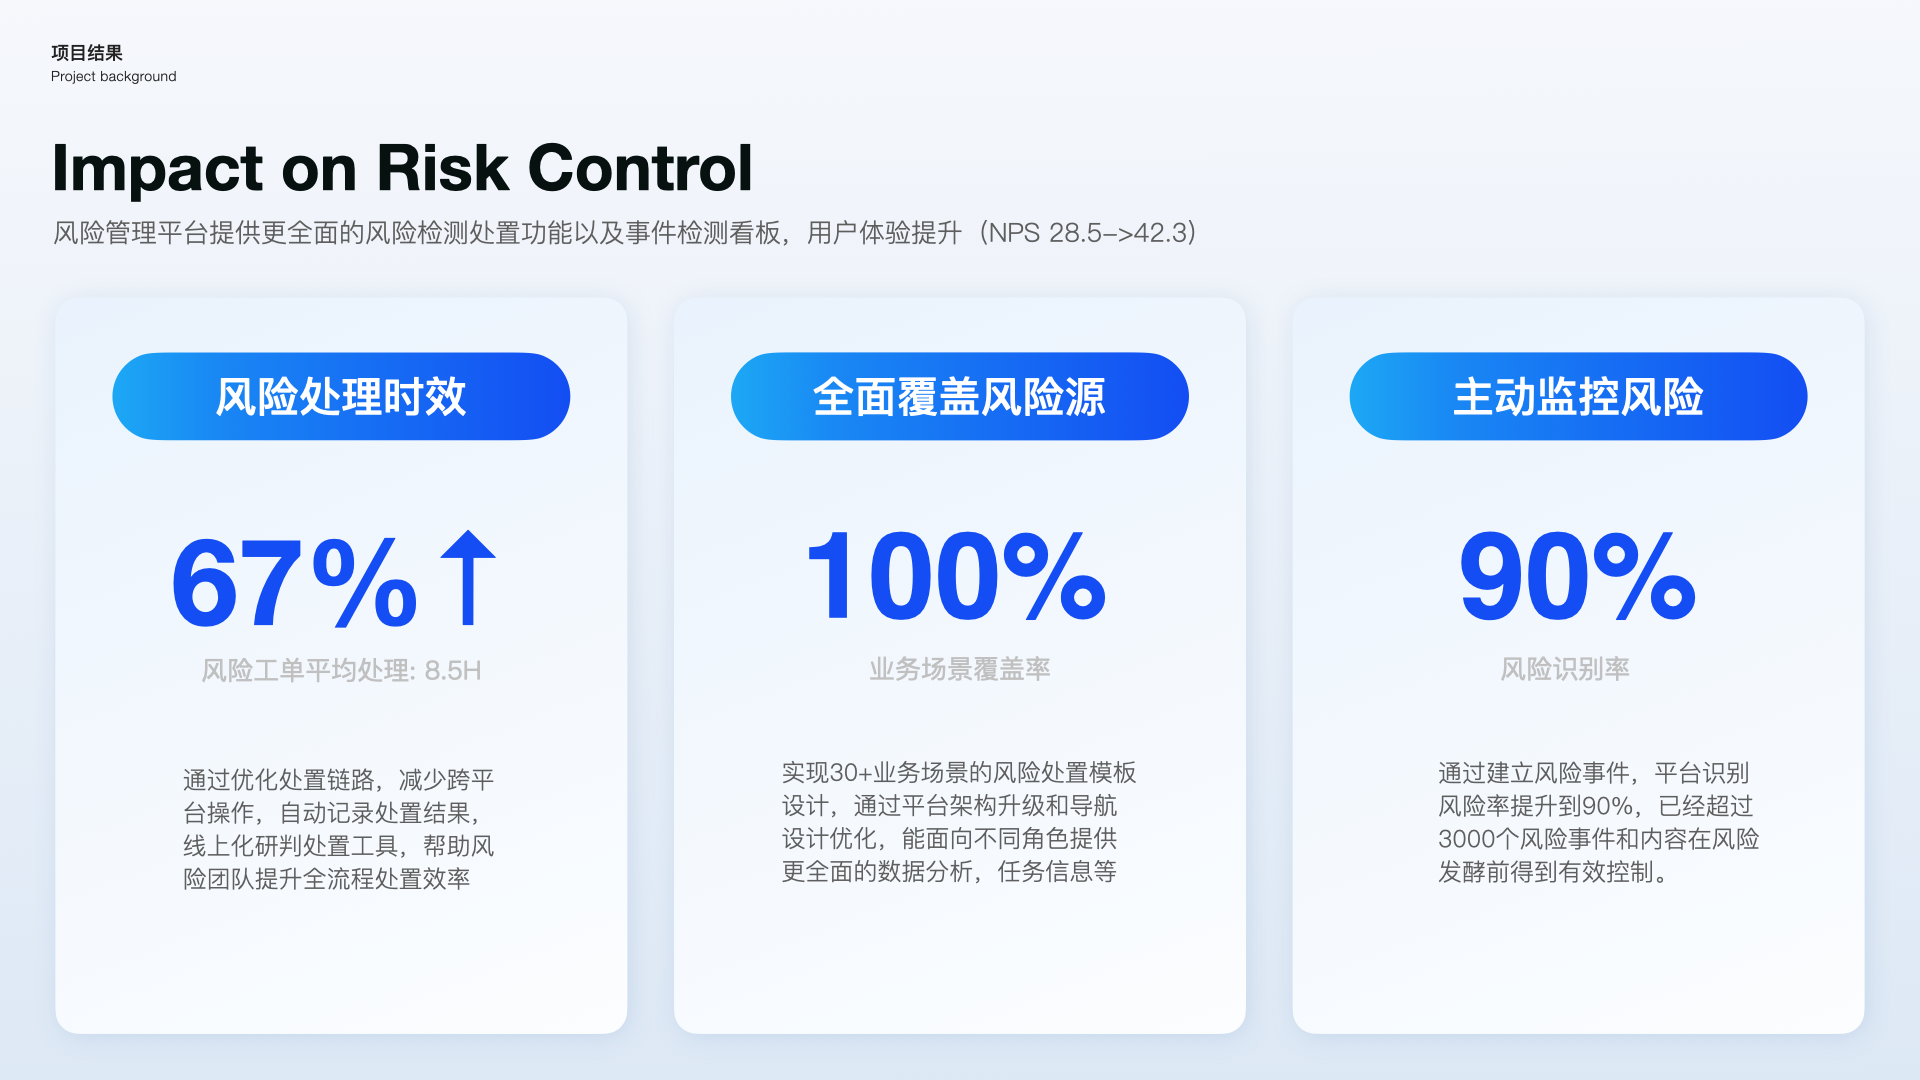 项目结果
Project background
Impact on Risk Control
风险管理平台提供更全面的风险检测处置功能以及事件检测看板，用户体验提升（NPS 28.5–>42.3）
风险处理时效
67%↑
风险工单平均处理: 8.5H
通过优化处置链路，减少跨平
台操作，自动记录处置结果，
线上化研判处置工具，帮助风
险团队提升全流程处置效率
全面覆盖风险源
100%
业务场景覆盖率
实现30+业务场景的风险处置模板
设计，通过平台架构升级和导航
设计优化，能面向不同角色提供
更全面的数据分析，任务信息等
主动监控风险
90%
风险识别率
通过建立风险事件，平台识别
风险率提升到90%，已经超过
3000个风险事件和内容在风险
发酵前得到有效控制。